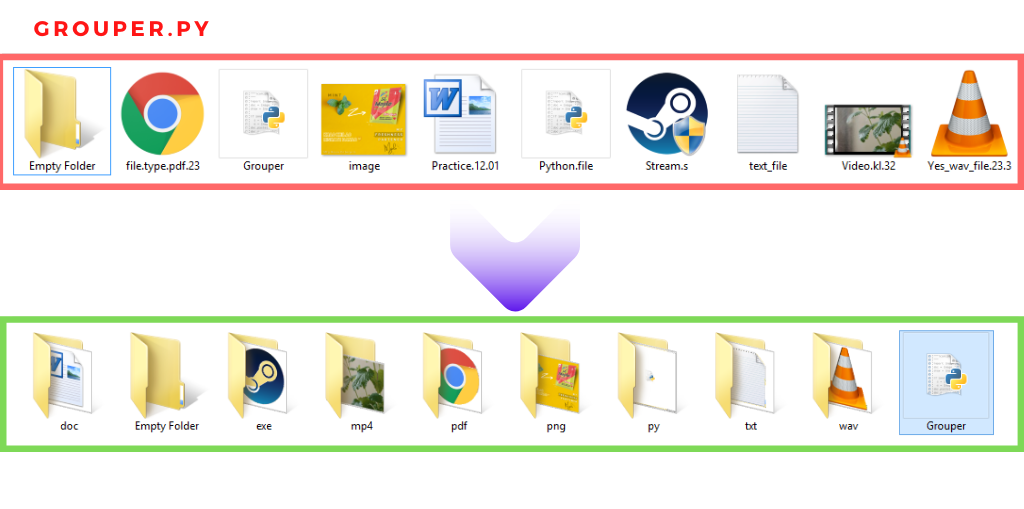 GROUPER.PY
Empty Folder file.type.pdf.23 Grouper image Practice.12.01 Python.file Stream.s text_file Video.kl.32 Yes_wav_file.23.3
doc Empty Folder exe mp4 pdf png py txt wav Grouper